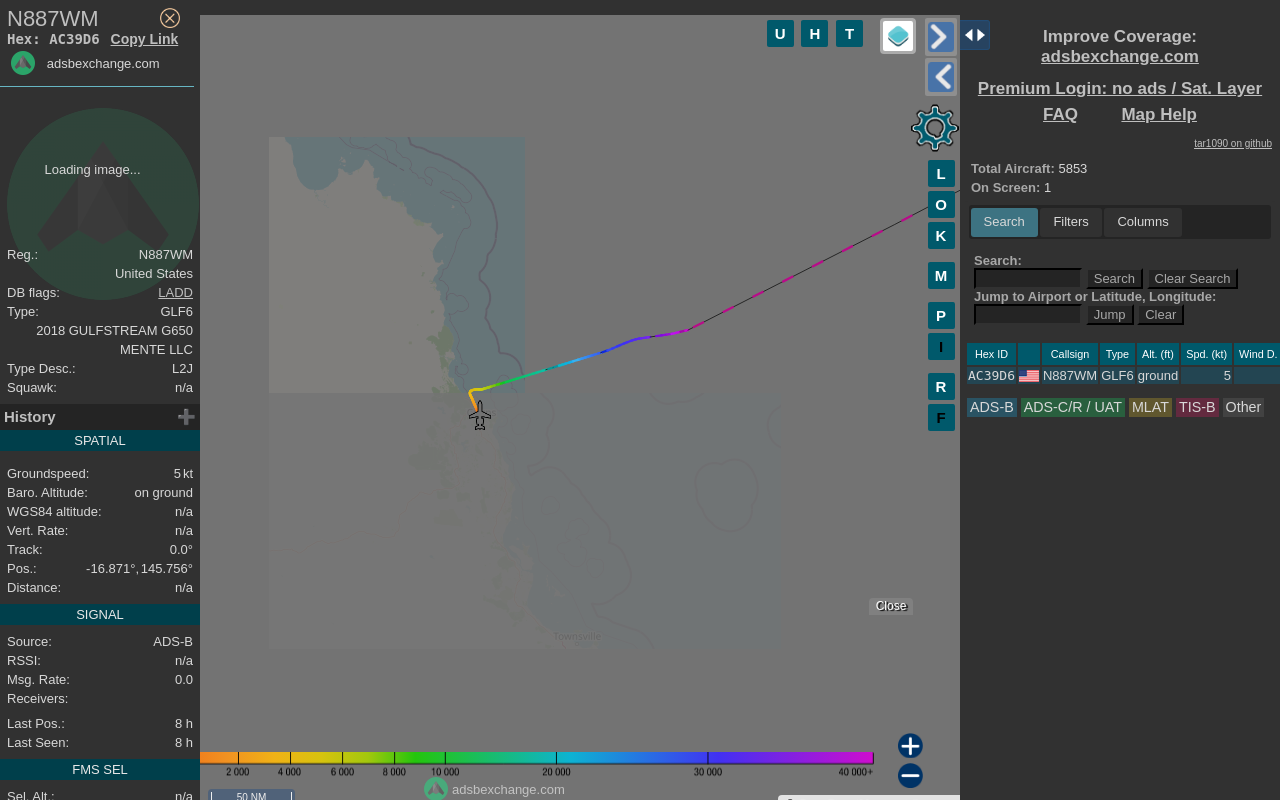 N887WM
Hex: AC39D6 Copy Link
adsbexchange.com
Loading image...
Reg.: N887WM
United States
DB flags: LADD
Type: GLF6
2018 GULFSTREAM G650
MENTE LLC
Type Desc.: L2J
Squawk: n/a
History
SPATIAL
Groundspeed: 5 kt
Baro. Altitude: on ground
WGS84 altitude: n/a
Vert. Rate: n/a
Track: 0.0°
Pos.: -16.871°, 145.756°
Distance: n/a
SIGNAL
Source: ADS-B
RSSI: n/a
Msg. Rate: 0.0
Receivers:
Last Pos.: 8 h
Last Seen: 8 h
FMS SEL
Sel. Alt.: n/a
U H T
L
O
K
M
P
I
R
F
Townsville
Close
2 000 4 000 6 000 8 000 10 000 20 000 30 000 40 000+
adsbexchange.com
50 NM
Improve Coverage:
adsbexchange.com
Premium Login: no ads / Sat. Layer
FAQ Map Help
tar1090 on github
Total Aircraft: 5853
On Screen: 1
Search Filters Columns
Search:
Search Clear Search
Jump to Airport or Latitude, Longitude:
Jump Clear
Hex ID Callsign Type Alt. (ft) Spd. (kt) Wind D.
AC39D6 N887WM GLF6 ground 5
ADS-B ADS-C/R / UAT MLAT TIS-B Other